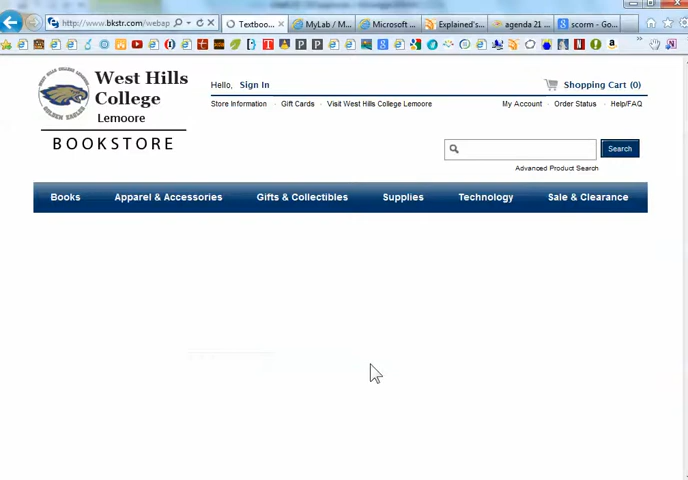 http://www.bkstr.com/webap
Textboo...
MyLab / M...
Microsoft ...
Explained's...
agenda 21 ...
scorm - Go...
West Hills
College
Lemoore
BOOKSTORE
Hello, Sign In
Shopping Cart (0)
Store Information · Gift Cards · Visit West Hills College Lemoore
My Account · Order Status · Help/FAQ
Search
Advanced Product Search
Books Apparel & Accessories Gifts & Collectibles Supplies Technology Sale & Clearance